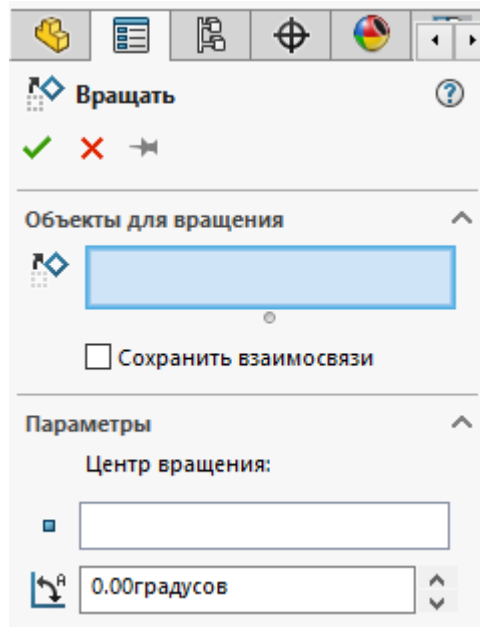 Вращать
Объекты для вращения
Сохранить взаимосвязи
Параметры
Центр вращения:
A
0.00градусов